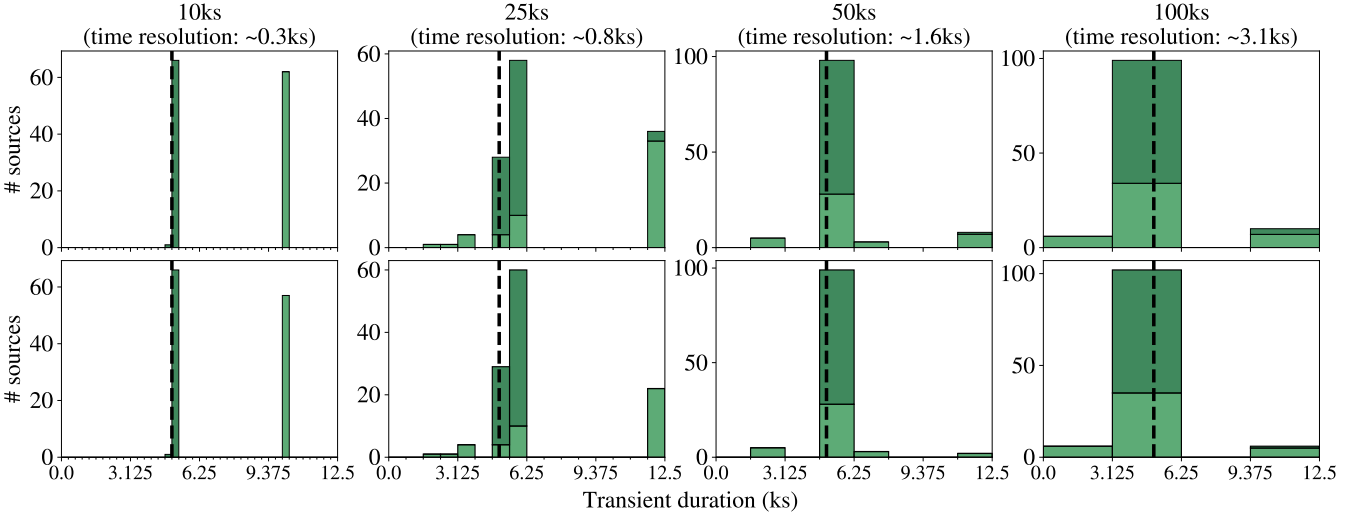 10ks
(time resolution: ~0.3ks)
25ks
(time resolution: ~0.8ks)
50ks
(time resolution: ~1.6ks)
100ks
(time resolution: ~3.1ks)
# sources
60
40
20
0
60
40
20
0
100
50
0
100
50
0
# sources
60
40
20
0
60
40
20
0
100
50
0
100
50
0
0.0 3.125 6.25 9.375 12.5
0.0 3.125 6.25 9.375 12.5
0.0 3.125 6.25 9.375 12.5
0.0 3.125 6.25 9.375 12.5
Transient duration (ks)